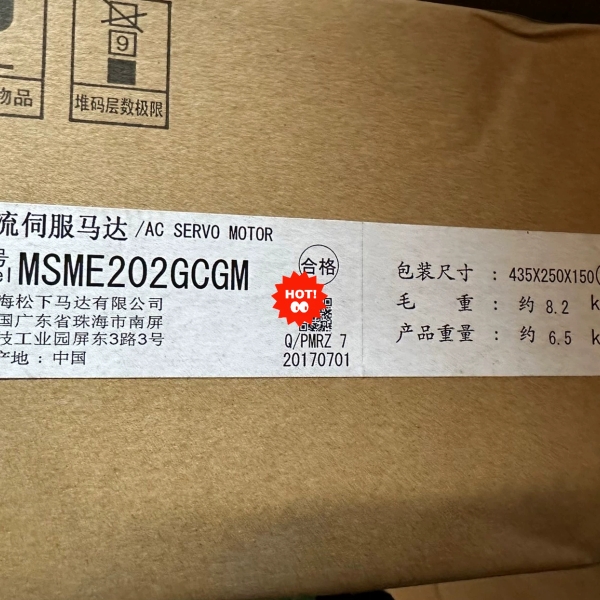 物品
9
堆码层数极限
流伺服马达 /AC SERVO MOTOR
号
el MSME202GCGM
合格
海松下马达有限公司
国广东省珠海市南屏
技工业园屏东3路3号
产地：中国
HOT!
Q/PMRZ 7
20170701
包装尺寸 : 435X250X150(
毛 重 : 约 8.2 k
产品重量 : 约 6.5 k